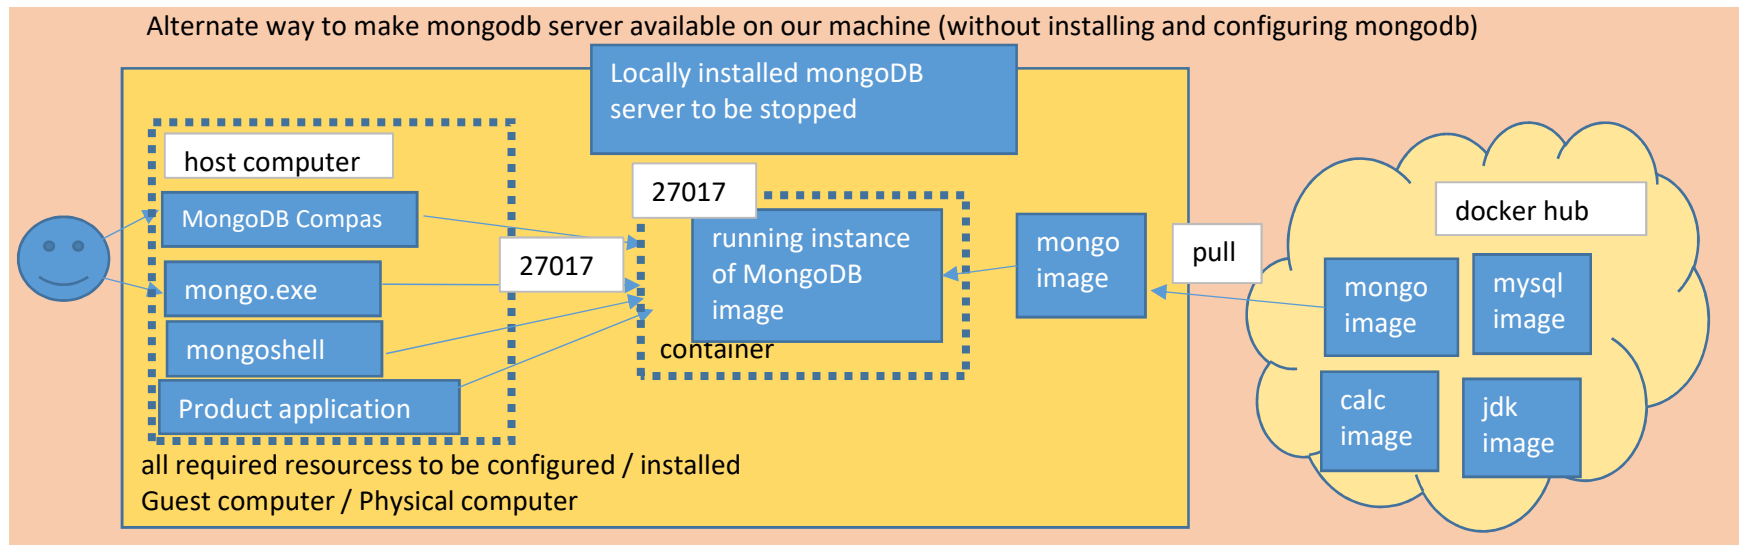 Alternate way to make mongodb server available on our machine (without installing and configuring mongodb)
Locally installed mongoDB
server to be stopped
host computer
MongoDB Compas
mongo.exe
mongoshell
Product application
27017
27017
running instance
of MongoDB
image
container
mongo
image
pull
docker hub
mongo
image
mysql
image
calc
image
jdk
image
all required resourcess to be configured / installed
Guest computer / Physical computer